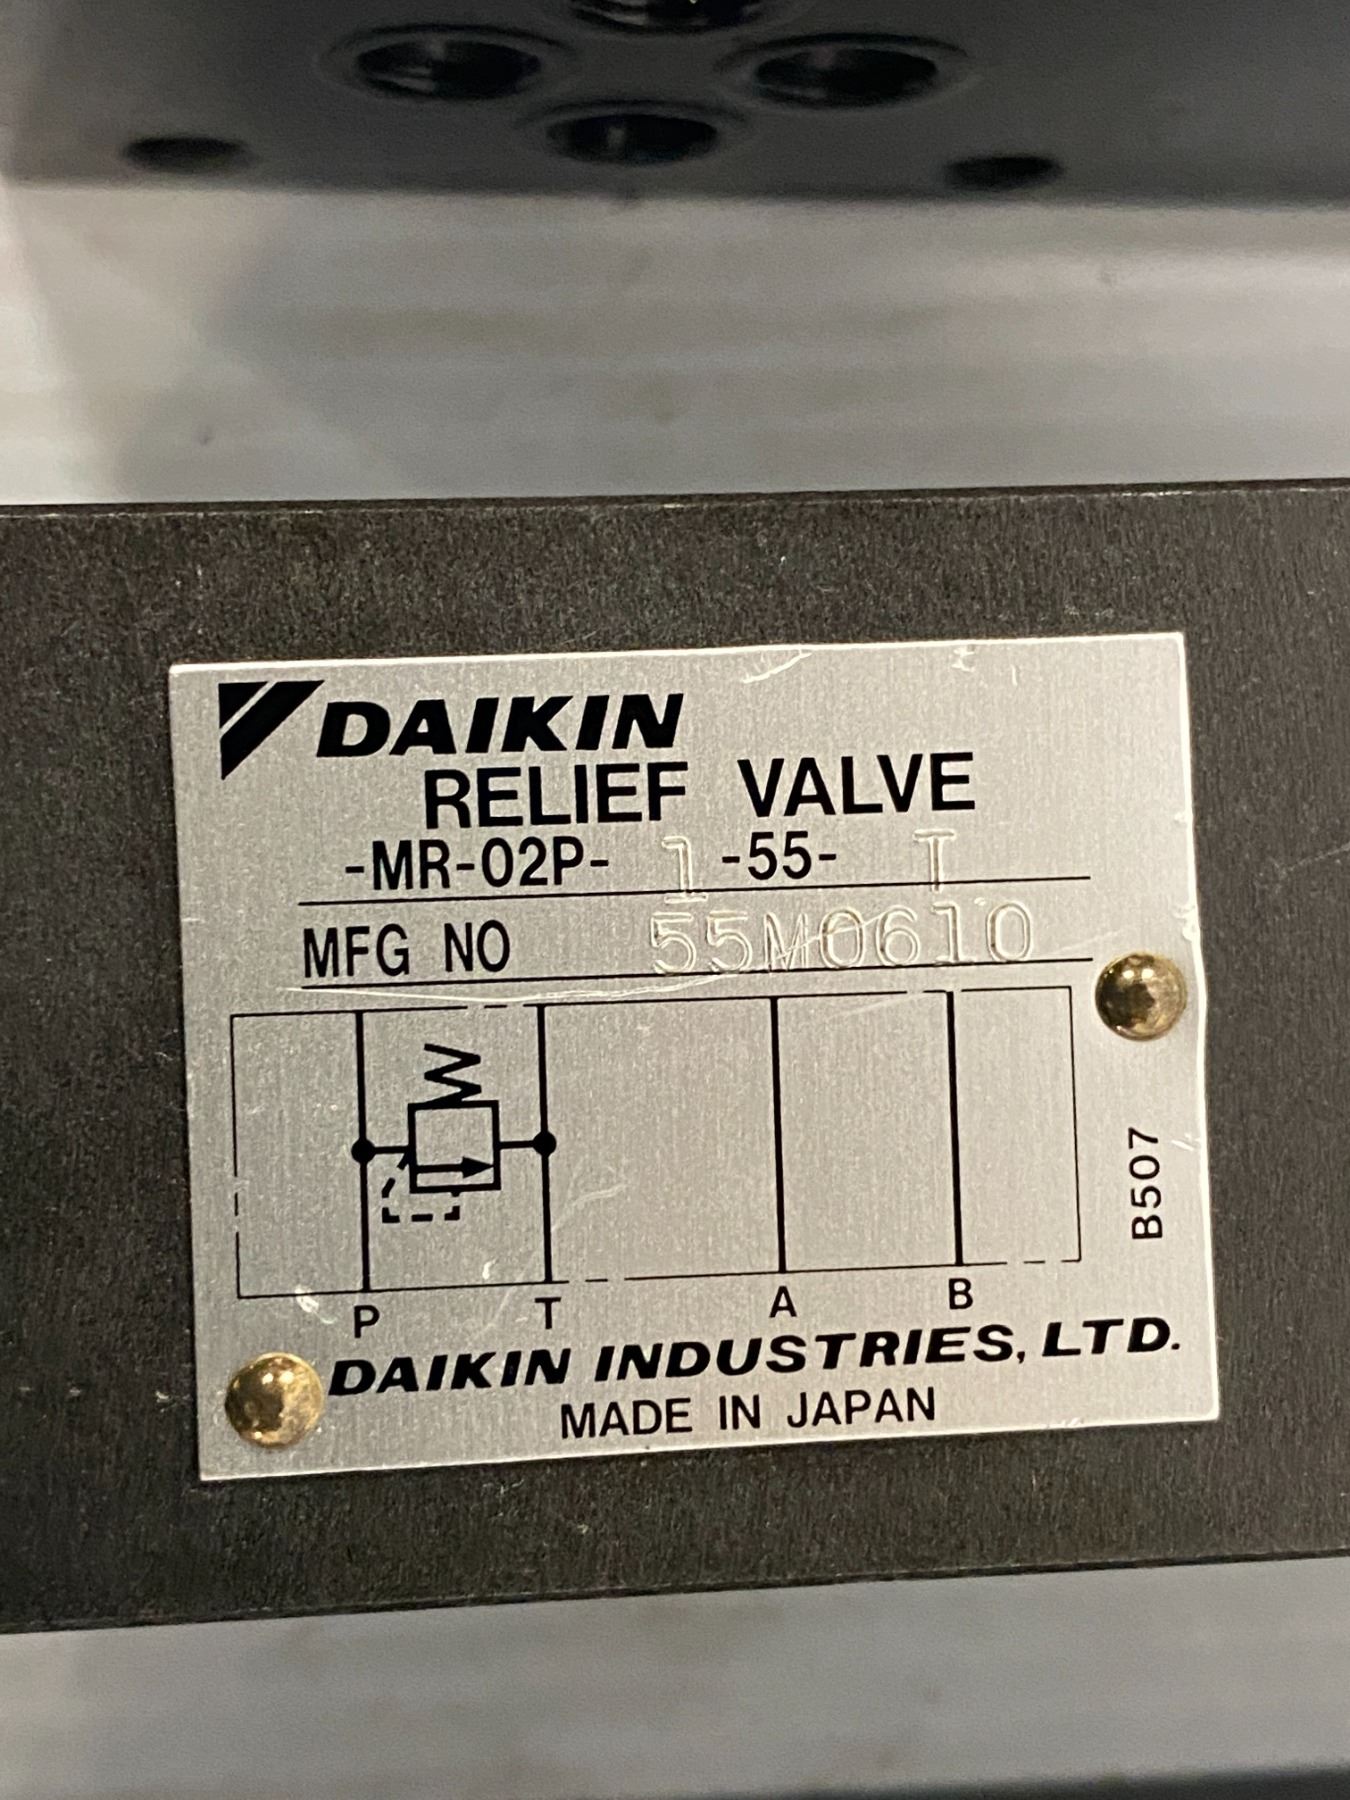 DAIKIN
RELIEF VALVE
-MR-02P- 1 -55- T
MFG NO 55M0610
B507
P T A B
DAIKIN INDUSTRIES, LTD.
MADE IN JAPAN